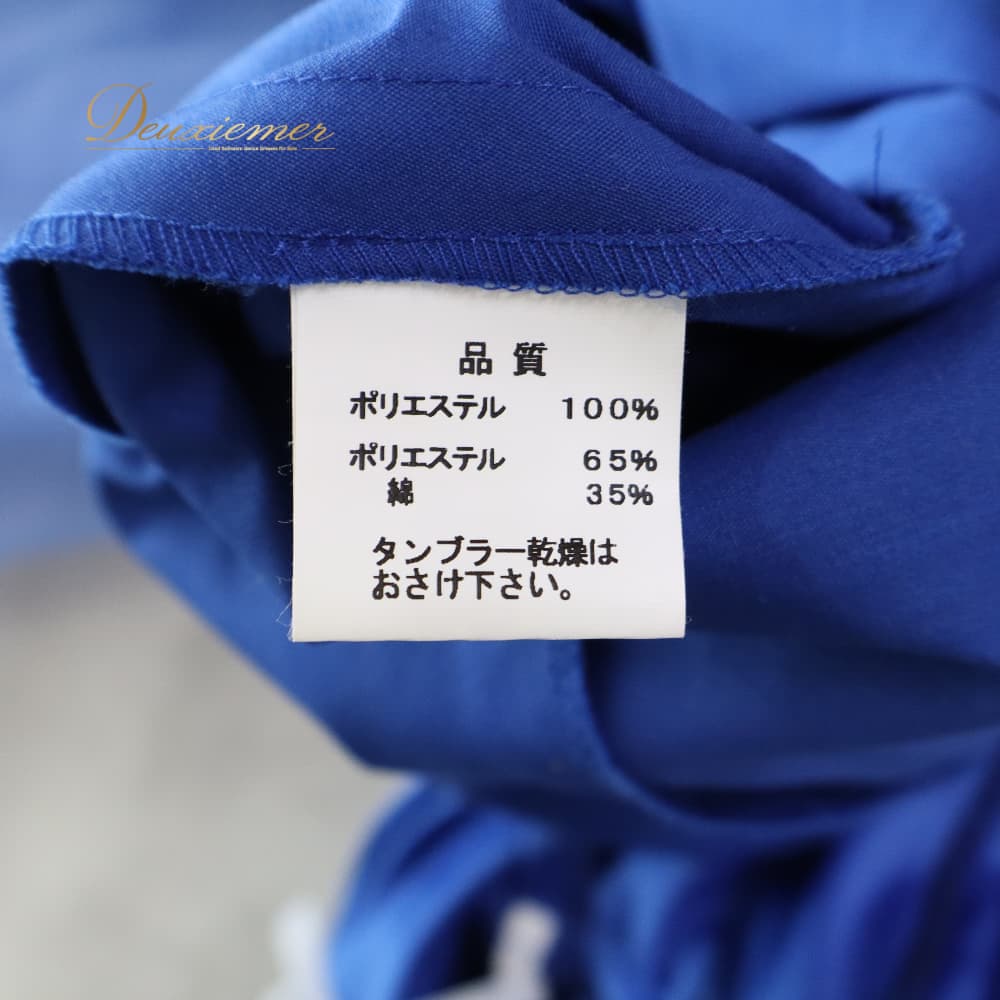 Deuxiemer
品質
ポリエステル 100%
ポリエステル 65%
綿 35%
タンブラー乾燥は
おさけ下さい。